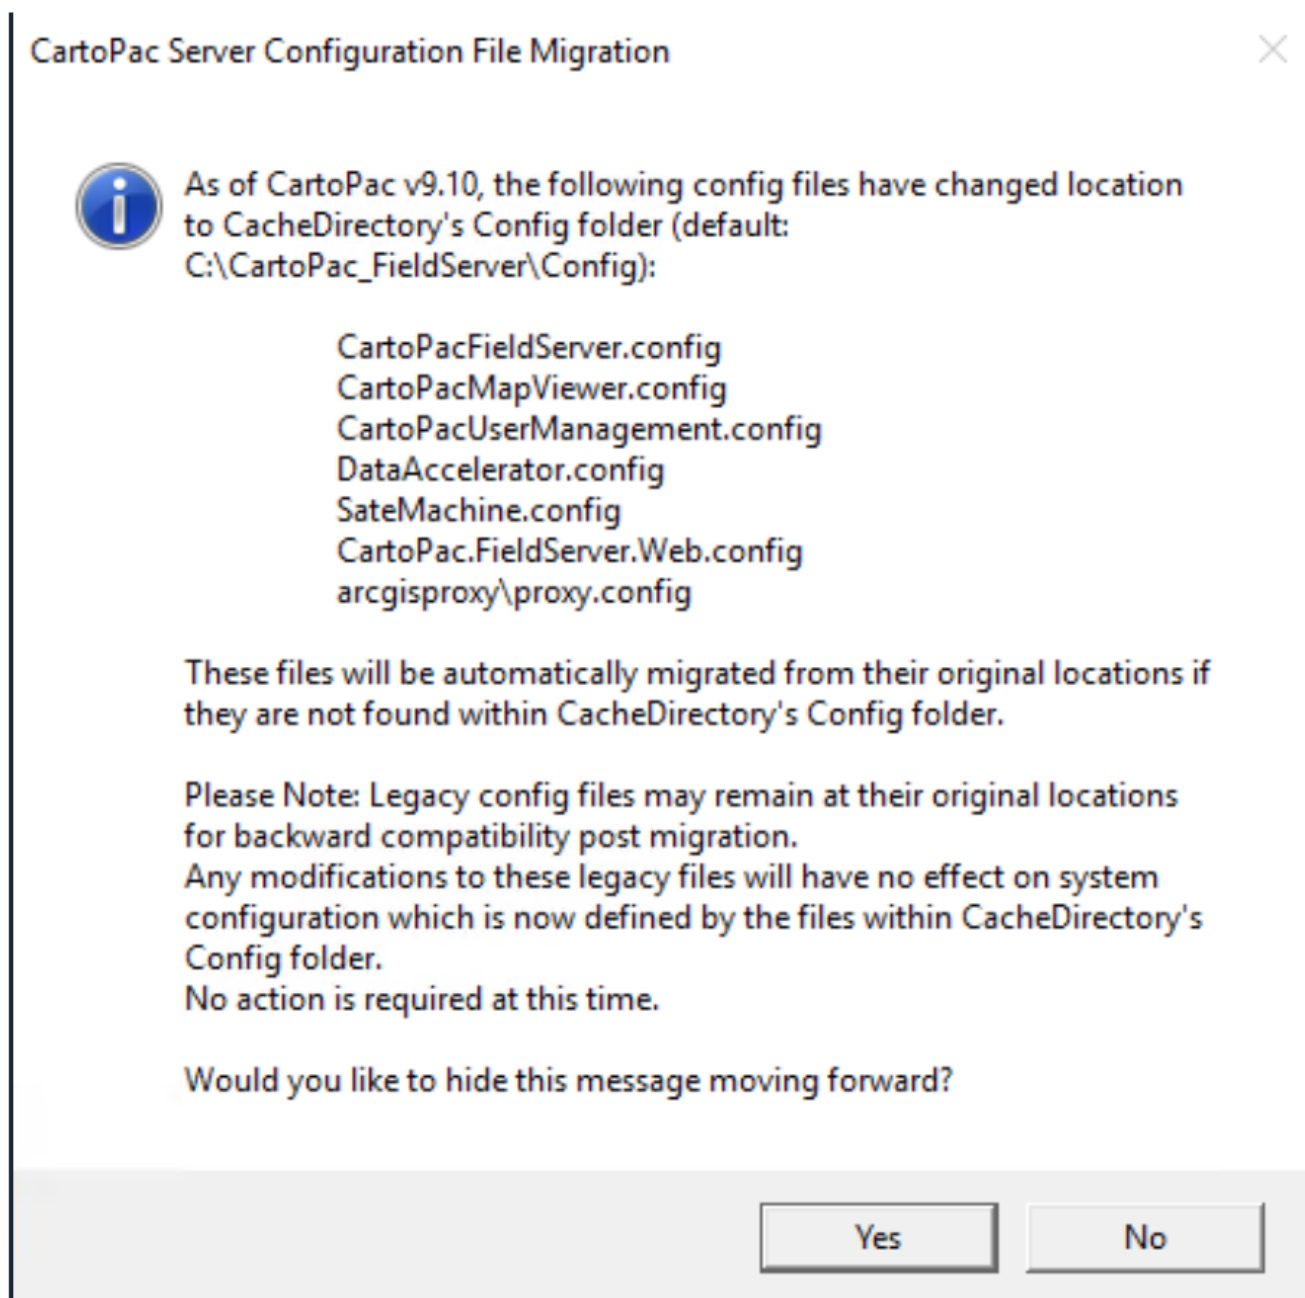 CartoPac Server Configuration File Migration
As of CartoPac v9.10, the following config files have changed location
to CacheDirectory's Config folder (default:
C:\CartoPac_FieldServer\Config):
CartoPacFieldServer.config
CartoPacMapViewer.config
CartoPacUserManagement.config
DataAccelerator.config
SateMachine.config
CartoPac.FieldServer.Web.config
arcgisproxy\proxy.config
These files will be automatically migrated from their original locations if
they are not found within CacheDirectory's Config folder.
Please Note: Legacy config files may remain at their original locations
for backward compatibility post migration.
Any modifications to these legacy files will have no effect on system
configuration which is now defined by the files within CacheDirectory's
Config folder.
No action is required at this time.
Would you like to hide this message moving forward?
Yes No